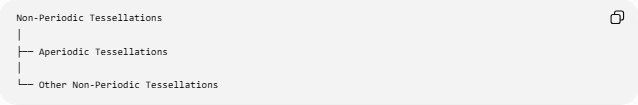 Non-Periodic Tessellations
│
├── Aperiodic Tessellations
│
└── Other Non-Periodic Tessellations